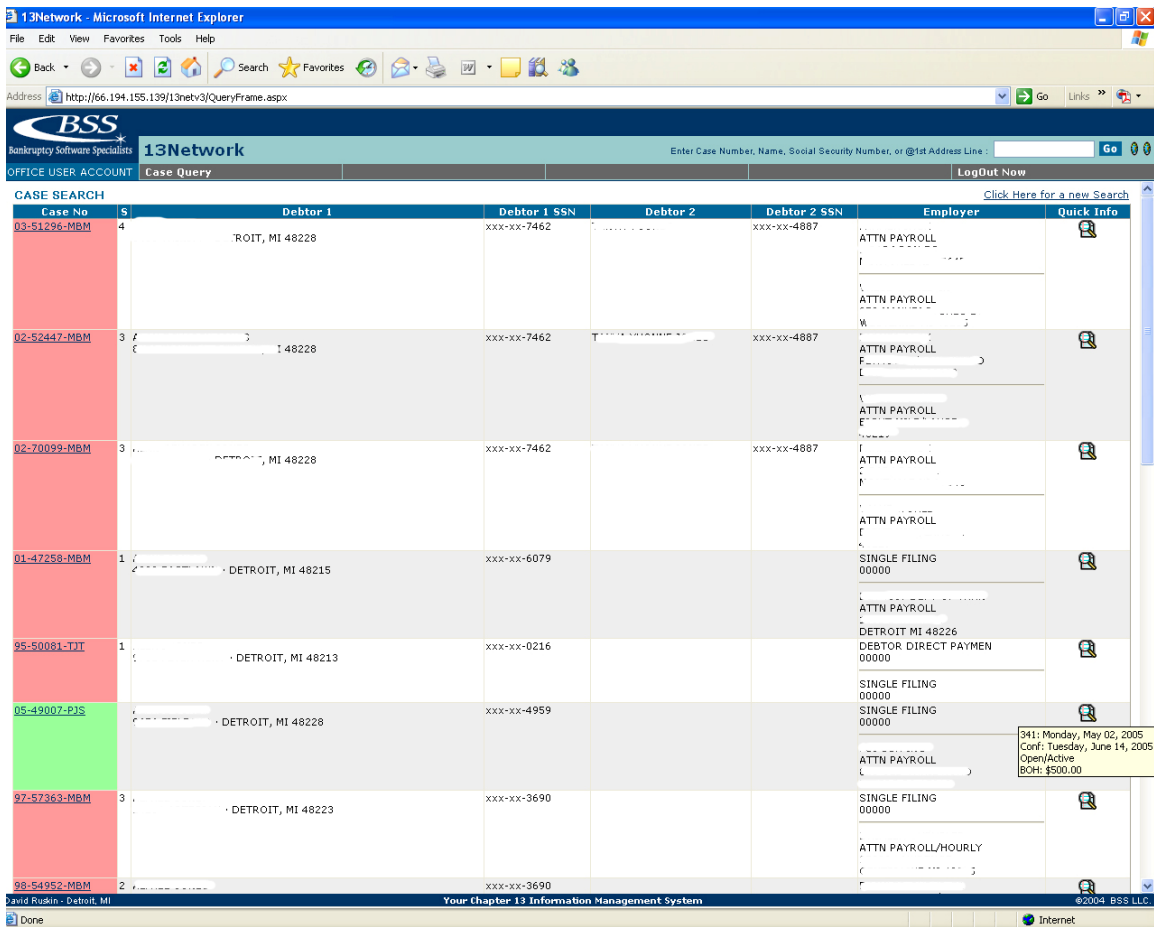 13Network - Microsoft Internet Explorer
File Edit View Favorites Tools Help
Back Search Favorites
Address http://66.194.155.139/13netv3/QueryFrame.aspx Go Links »
BSS
Bankruptcy Software Specialists 13Network Enter Case Number, Name, Social Security Number, or @1st Address Line : Go
OFFICE USER ACCOUNT Case Query LogOut Now
CASE SEARCH Click Here for a new Search
Case No S Debtor 1 Debtor 1 SSN Debtor 2 Debtor 2 SSN Employer Quick Info
03-51296-MBM 4 xxx-xx-7462 xxx-xx-4887
ROIT, MI 48228 ATTN PAYROLL
ATTN PAYROLL
02-52447-MBM 3 xxx-xx-7462 xxx-xx-4887
I 48228 ATTN PAYROLL
ATTN PAYROLL
02-70099-MBM 3 xxx-xx-7462 xxx-xx-4887
, MI 48228 ATTN PAYROLL
ATTN PAYROLL
01-47258-MBM 1 xxx-xx-6079 SINGLE FILING
DETROIT, MI 48215 00000
ATTN PAYROLL
DETROIT MI 48226
95-50081-TJT 1 xxx-xx-0216 DEBTOR DIRECT PAYMEN
DETROIT, MI 48213 00000
SINGLE FILING
00000
05-49007-PJS xxx-xx-4959 SINGLE FILING
DETROIT, MI 48228 00000
ATTN PAYROLL
341: Monday, May 02, 2005
Conf: Tuesday, June 14, 2005
Open/Active
BOH: $500.00
97-57363-MBM 3 xxx-xx-3690 SINGLE FILING
DETROIT, MI 48223 00000
ATTN PAYROLL/HOURLY
98-54952-MBM 2 xxx-xx-3690
David Ruskin - Detroit, MI Your Chapter 13 Information Management System ©2004 BSS LLC.
Done Internet